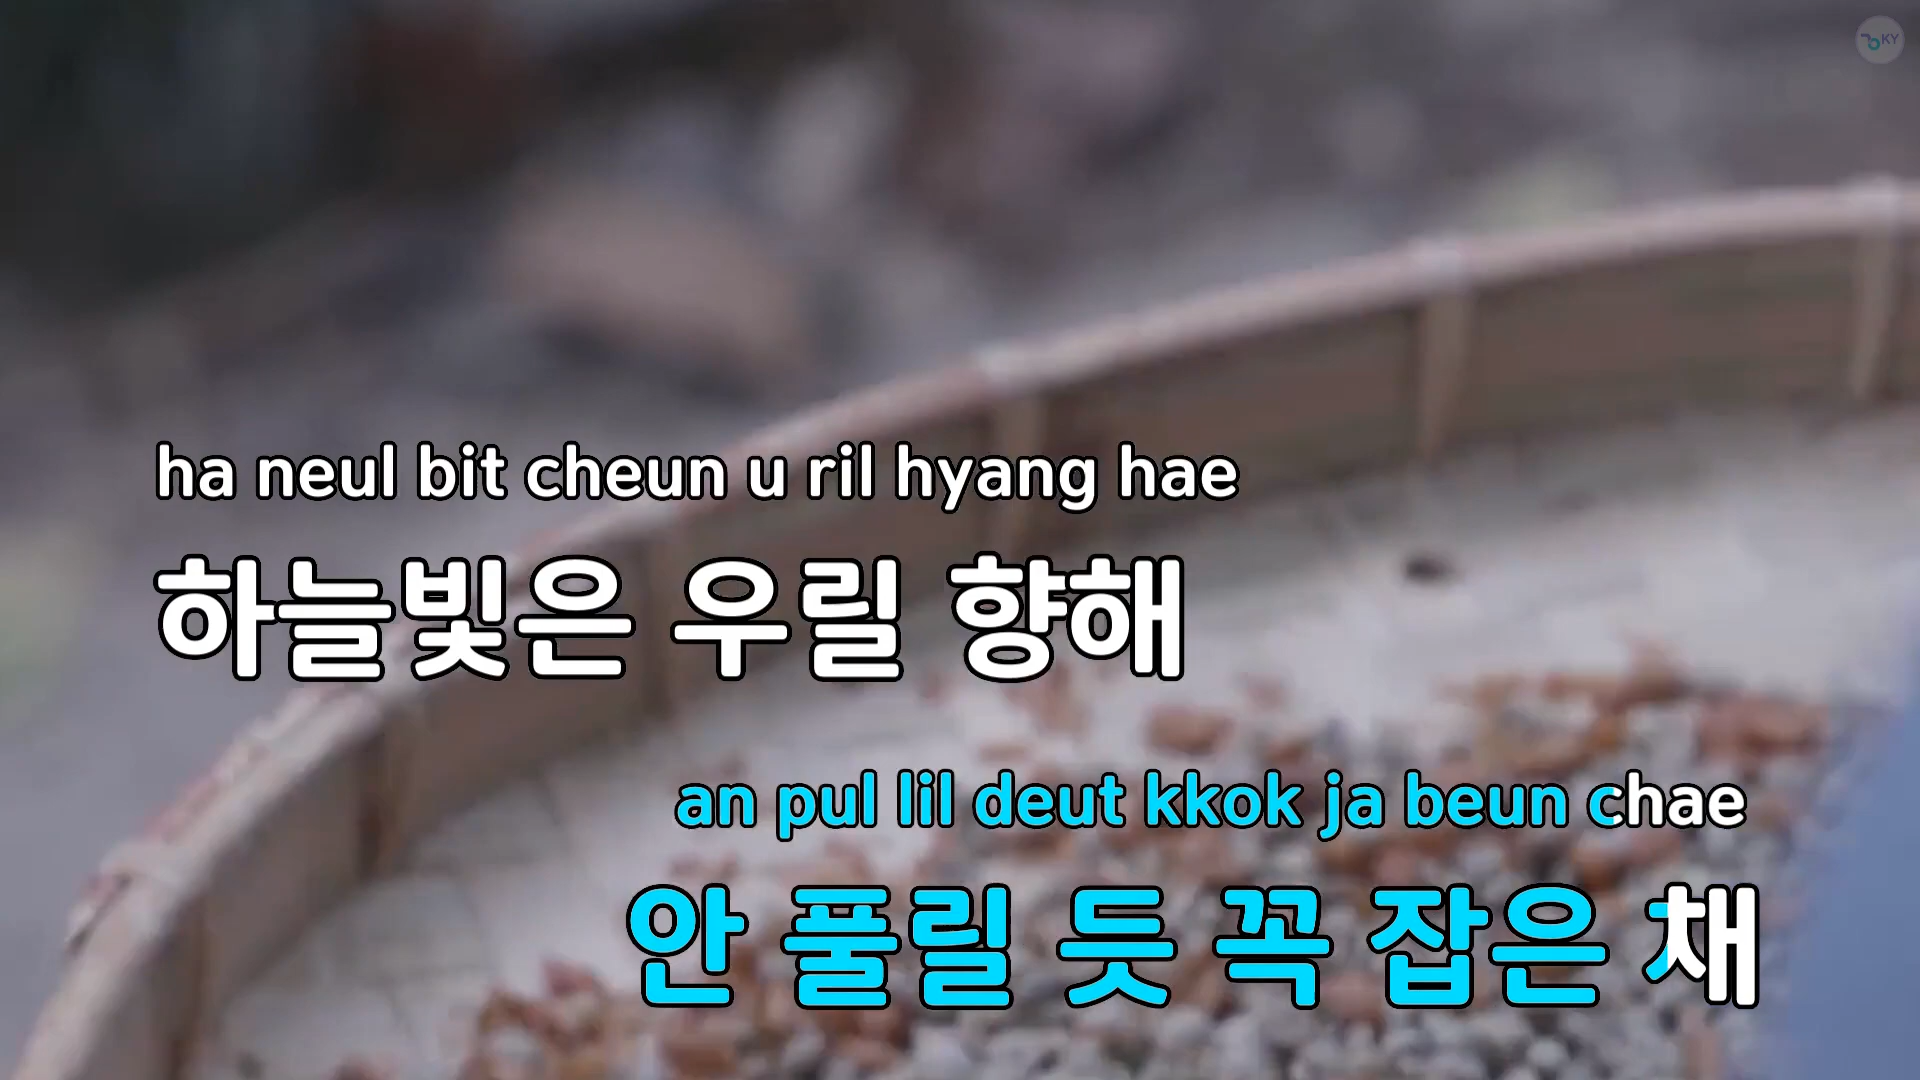 KY
ha neul bit cheun u ril hyang hae
하늘빛은 우릴 향해
an pul lil deut kkok ja beun chae
안 풀릴 듯 꼭 잡은 채